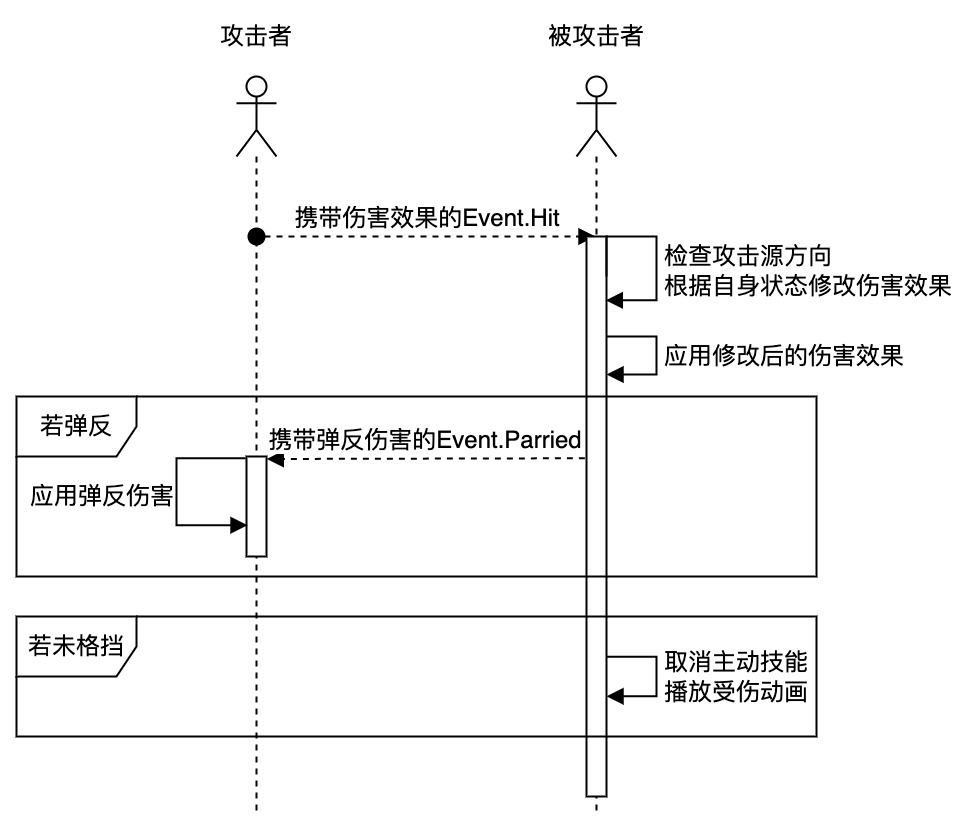 攻击者
被攻击者
携带伤害效果的Event.Hit
检查攻击源方向
根据自身状态修改伤害效果
应用修改后的伤害效果
若弹反
携带弹反伤害的Event.Parried
应用弹反伤害
若未格挡
取消主动技能
播放受伤动画